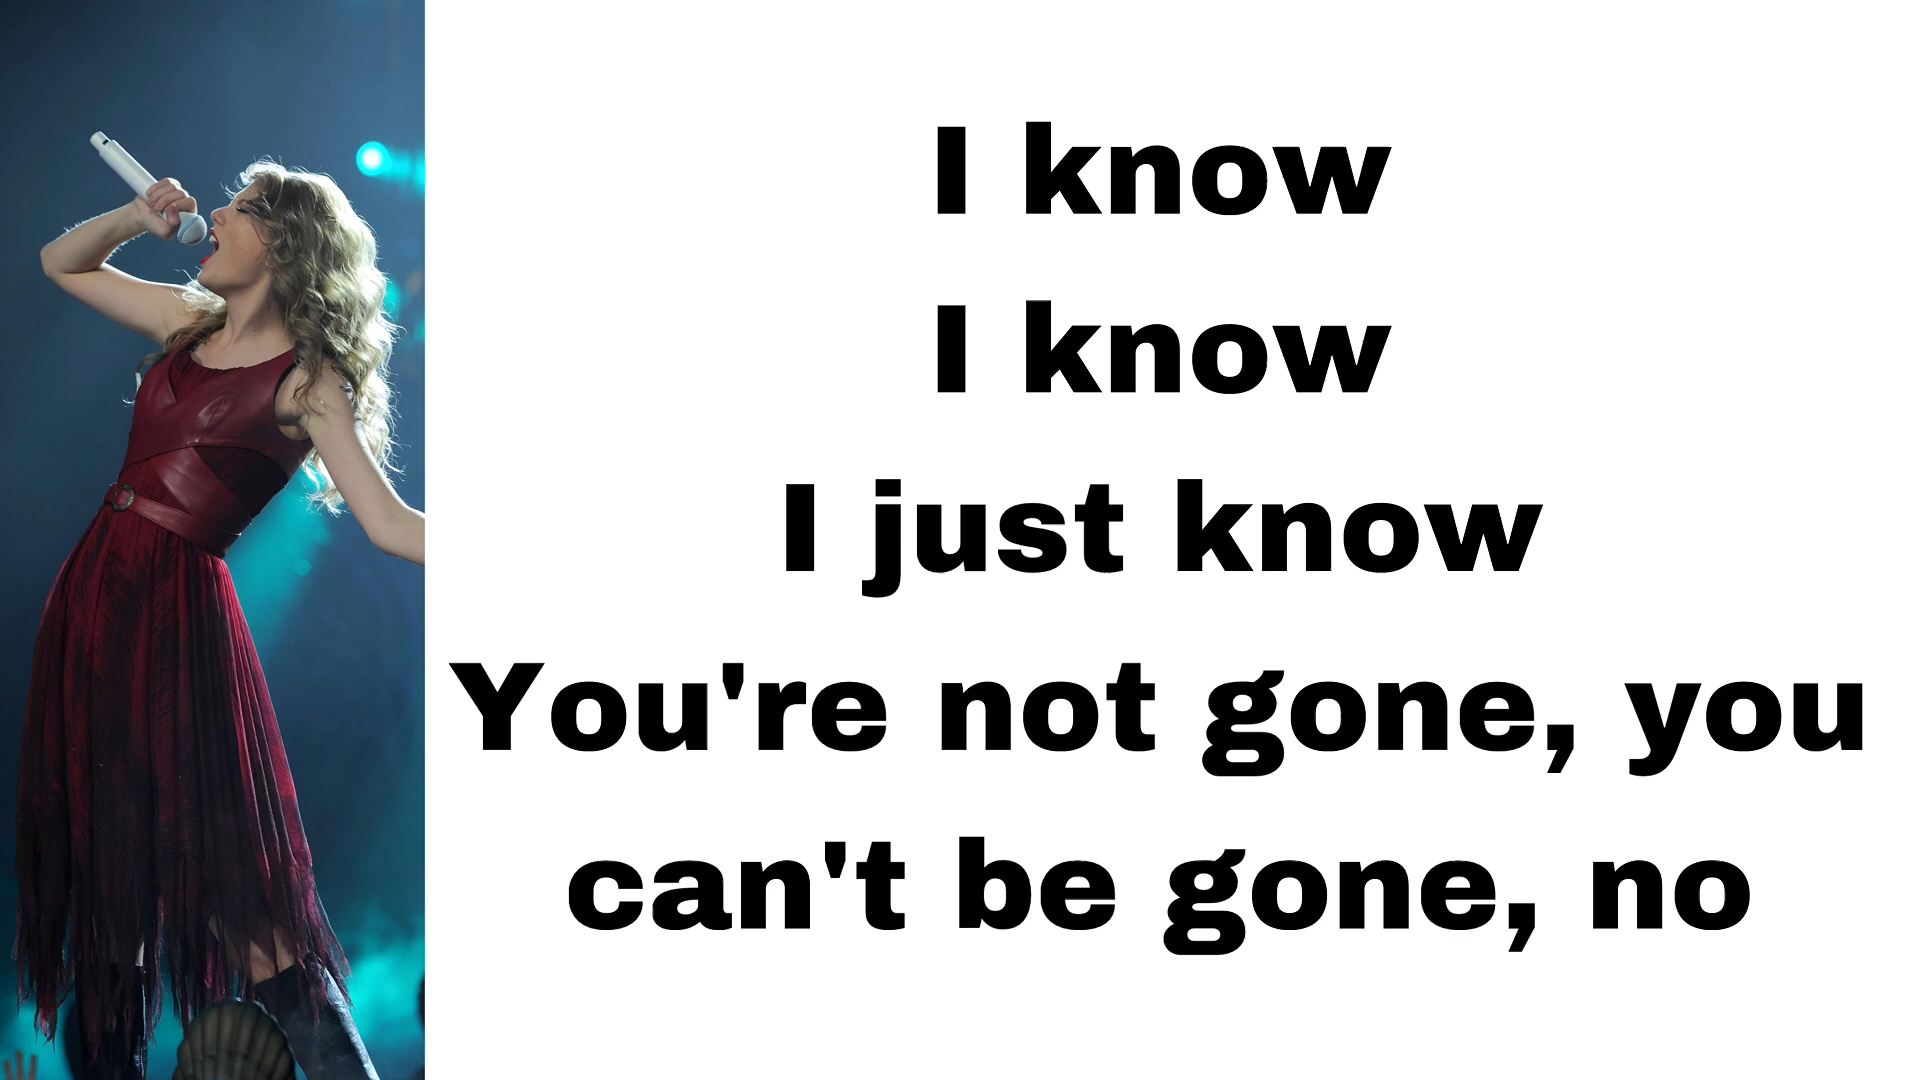 I know
I know
I just know
You're not gone, you
can't be gone, no